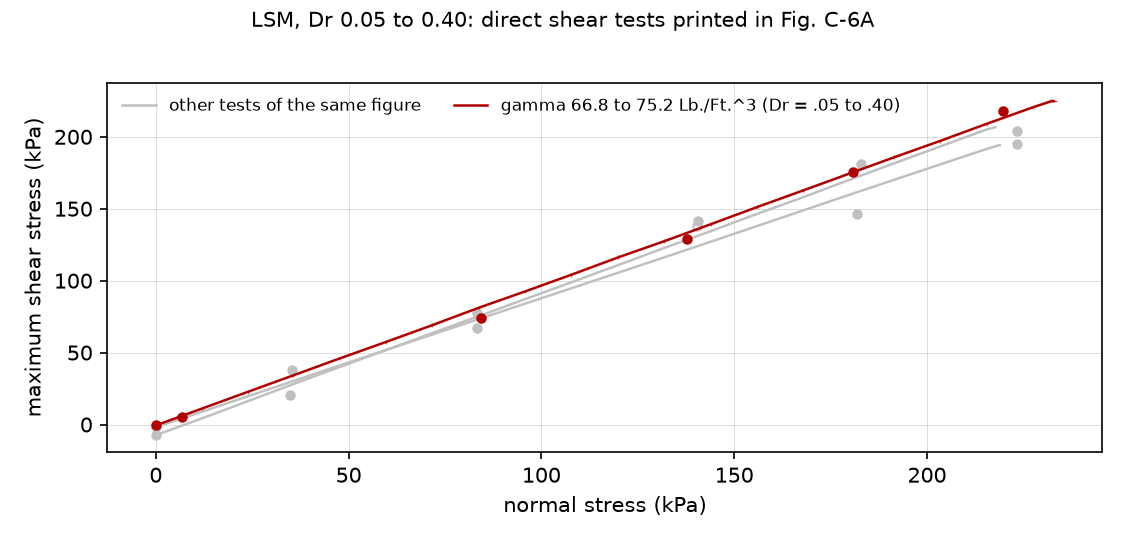 LSM, Dr 0.05 to 0.40: direct shear tests printed in Fig. C-6A
other tests of the same figure
gamma 66.8 to 75.2 Lb./Ft.^3 (Dr = .05 to .40)
maximum shear stress (kPa)
200
150
100
50
0
0 50 100 150 200
normal stress (kPa)